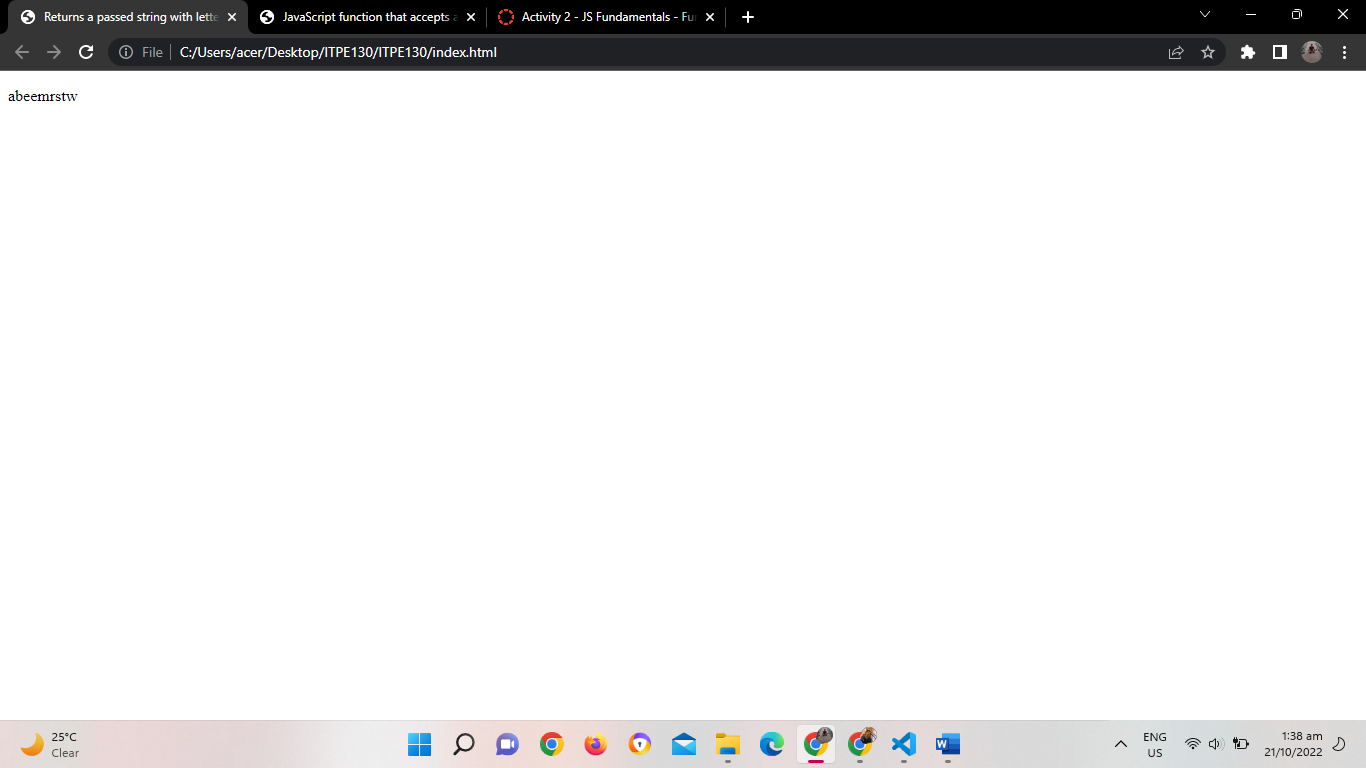 Returns a passed string with lette
JavaScript function that accepts a
Activity 2 - JS Fundamentals - Fu
File
C:/Users/acer/Desktop/ITPE130/ITPE130/index.html
abeemrstw
25°C
Clear
W
ENG
US
1:38 am
21/10/2022